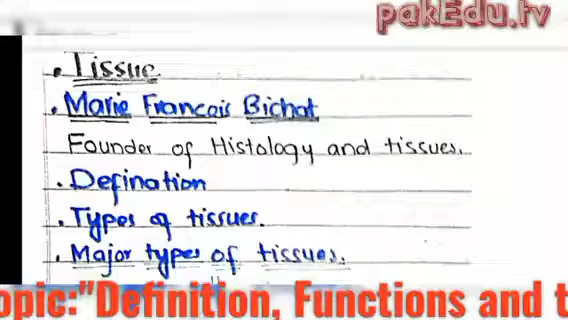 pakEdu.tv
. Tissue
. Marie Francois Bichat
Founder of Histology and tissues.
. Defination
. Types of tissues.
. Major types of tissues.
opic:"Definition, Functions and t